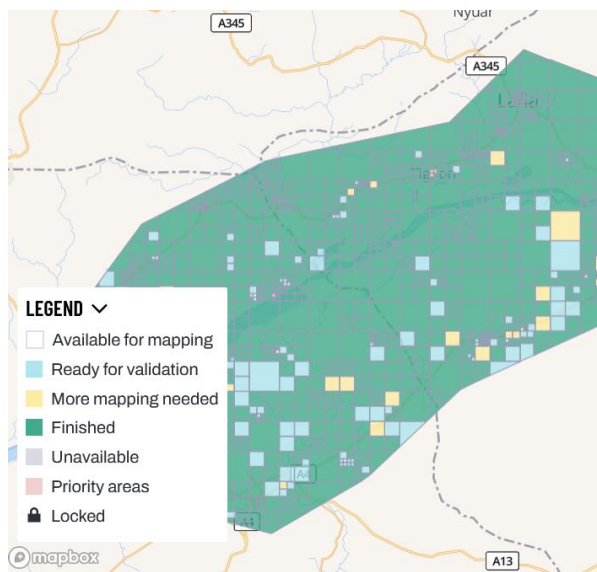 Nydar
A345
A345
Lalla
LEGEND
Available for mapping
Ready for validation
More mapping needed
Finished
Unavailable
Priority areas
Locked
mapbox
A13